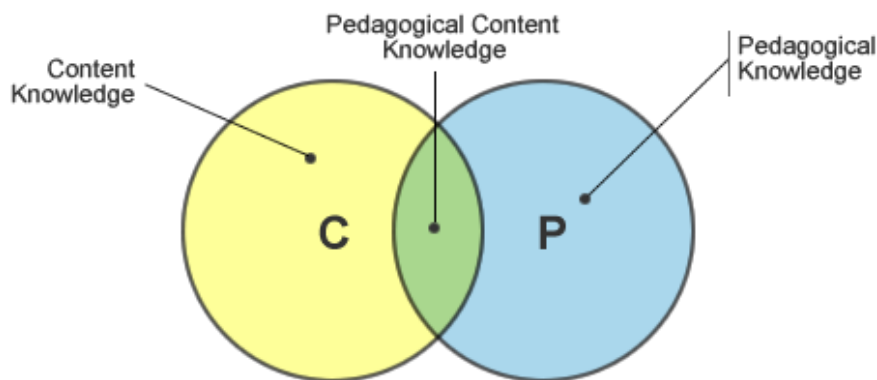 Pedagogical Content
Knowledge
Content
Knowledge
Pedagogical
Knowledge
C
P